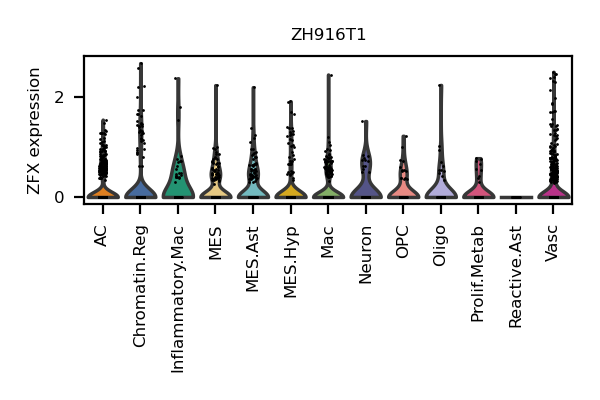 ZH916T1
ZFX expression
2
0
AC
Chromatin.Reg
Inflammatory.Mac
MES
MES.Ast
MES.Hyp
Mac
Neuron
OPC
Oligo
Prolif.Metab
Reactive.Ast
Vasc